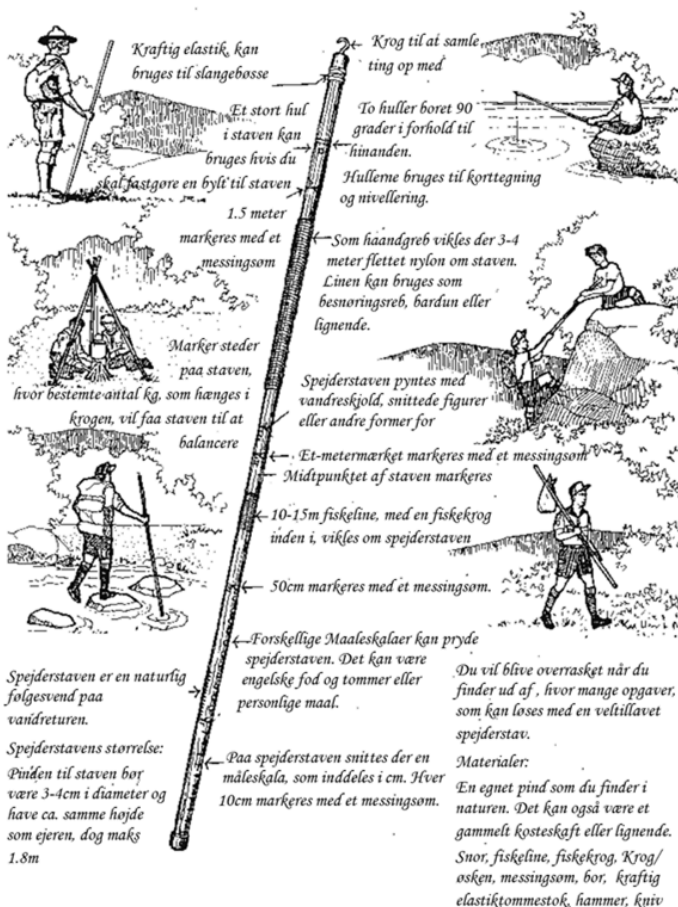 Kraftig elastik, kan
bruges til slangebøsse
Krog til at samle
ting op med
Et stort hul
i staven kan
bruges hvis du
skal fastgøre en bylt til staven
To huller boret 90
grader i forhold til
hinanden.
Hullerne bruges til korttegning
og nivellering.
1.5 meter
markeres med et
messingsøm
Som haandgreb vikles der 3-4
meter flettet nylon om staven.
Linen kan bruges som
besnøringsreb, bardun eller
lignende.
Marker steder
paa staven,
hvor bestemte antal kg, som hænges i
krogen, vil faa staven til at
balancere
Spejderstaven pyntes med
vandreskjold, snittede figurer
eller andre former for
Et-metermærket markeres med et messingsøm
Midtpunktet af staven markeres
10-15m fiskeline, med en fiskekrog
inden i, vikles om spejderstaven
50cm markeres med et messingsøm.
Forskellige Maaleskalaer kan pryde
spejderstaven. Det kan være
engelske fod og tommer eller
personlige maal.
Spejderstaven er en naturlig
følgesvend paa
vandreturen.
Spejderstavens størrelse:
Pinden til staven bør
være 3-4cm i diameter og
have ca. samme højde
som ejeren, dog maks
1.8m
Paa spejderstaven snittes der en
måleskala, som inddeles i cm. Hver
10cm markeres med et messingsøm.
Du vil blive overrasket når du
finder ud af , hvor mange opgaver,
som kan løses med en veltillavet
spejderstav.
Materialer:
En egnet pind som du finder i
naturen. Det kan også være et
gammelt kosteskaft eller lignende.
Snor, fiskeline, fiskekrog, Krog/
øsken, messingsøm, bor, kraftig
elastiktommestok, hammer, kniv